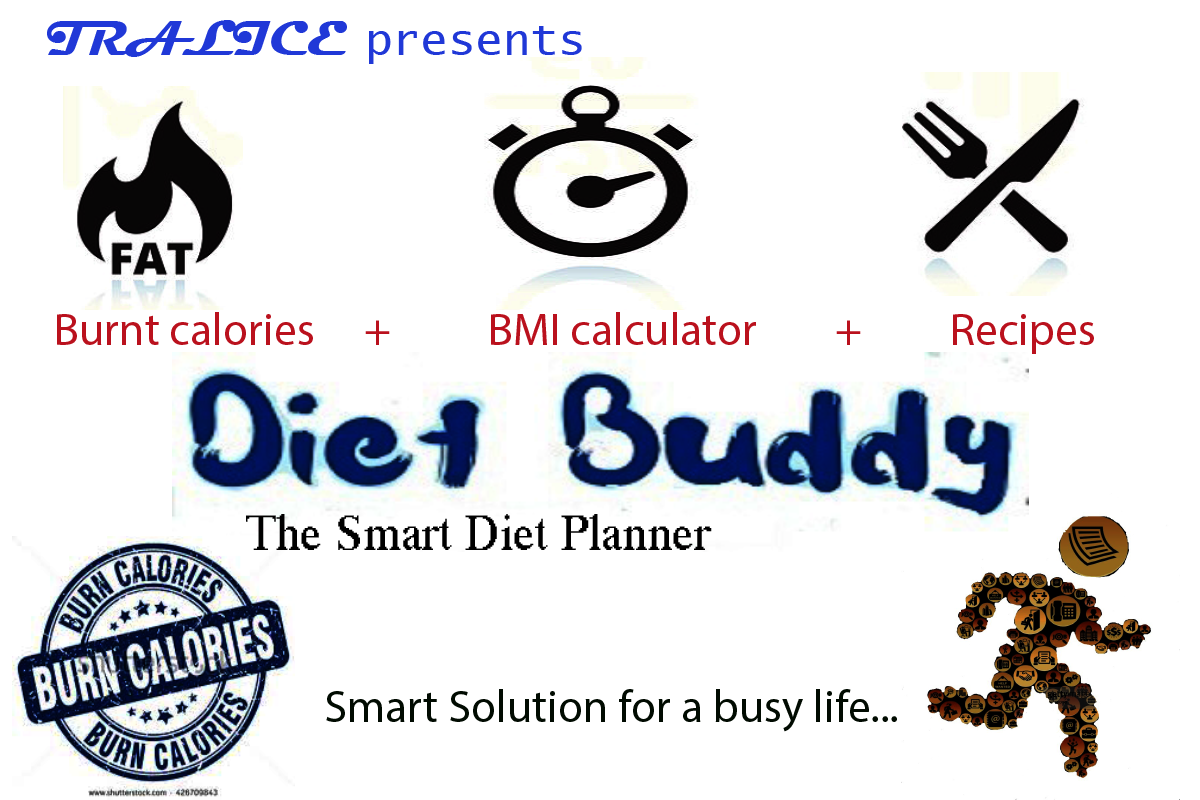 TRALICE presents
FAT
Burnt calories + BMI calculator + Recipes
Diet Buddy
The Smart Diet Planner
BURN CALORIES
BURN CALORIES
BURN CALORIES
shutterstock
Smart Solution for a busy life...
www.shutterstock.com · 426709843